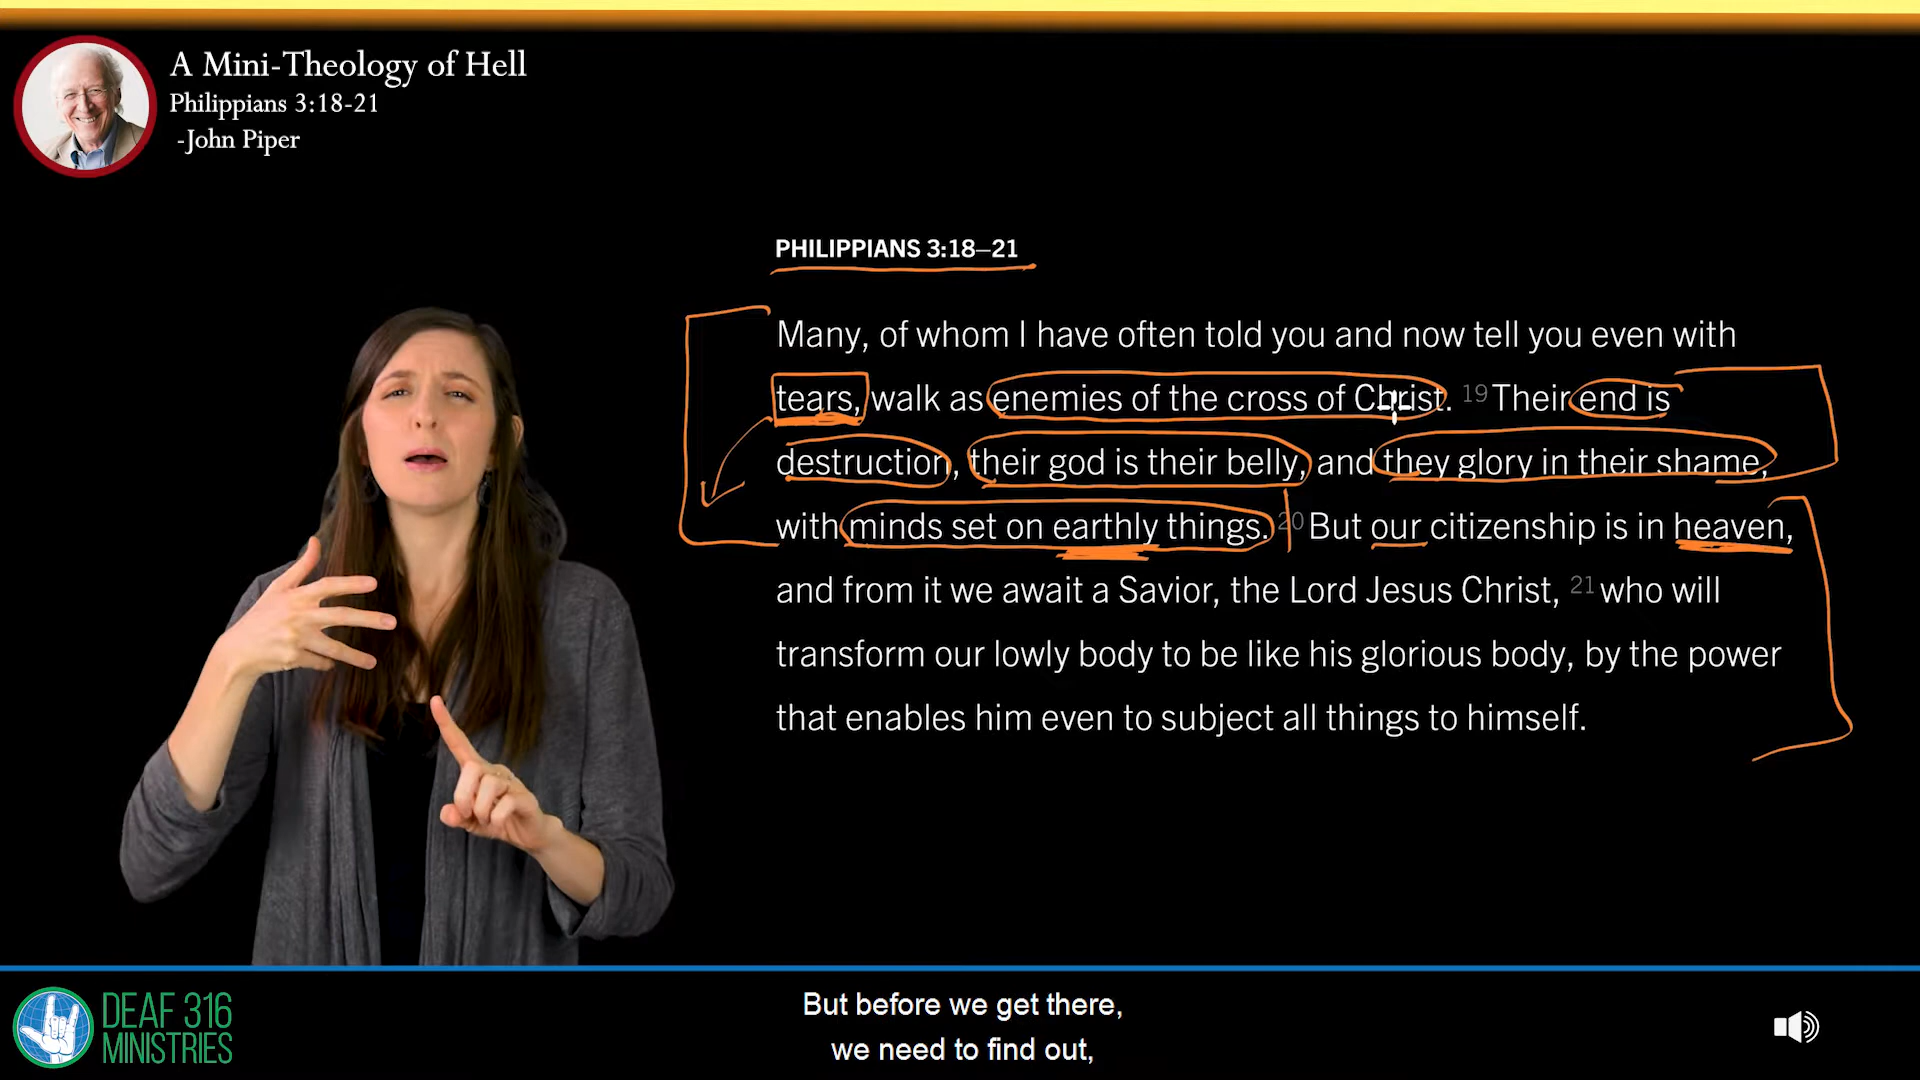 A Mini-Theology of Hell
Philippians 3:18-21
-John Piper
PHILIPPIANS 3:18–21
Many, of whom I have often told you and now tell you even with
tears, walk as enemies of the cross of Christ. 19 Their end is
destruction, their god is their belly, and they glory in their shame,
with minds set on earthly things. 20 But our citizenship is in heaven,
and from it we await a Savior, the Lord Jesus Christ, 21 who will
transform our lowly body to be like his glorious body, by the power
that enables him even to subject all things to himself.
DEAF 316
MINISTRIES
But before we get there,
we need to find out,